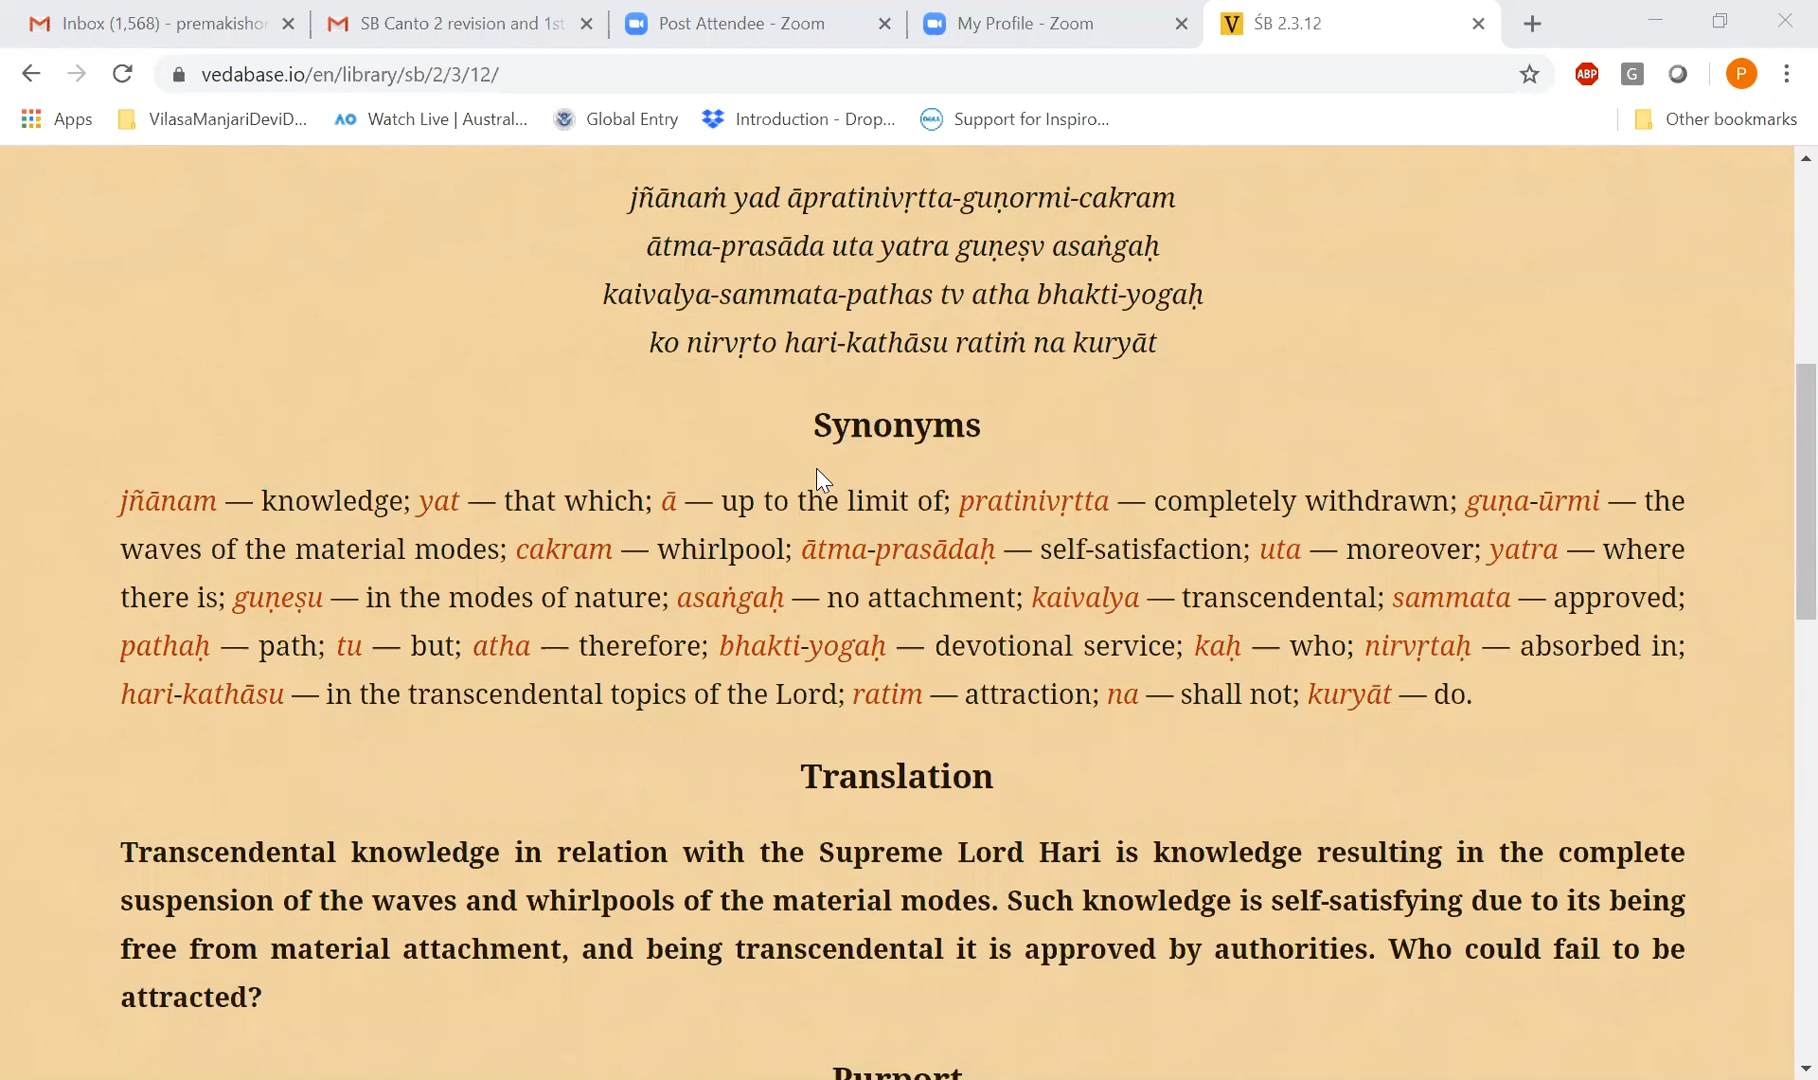 Inbox (1,568) - premakishor
SB Canto 2 revision and 1st
Post Attendee - Zoom
My Profile - Zoom
V ŚB 2.3.12
vedabase.io/en/library/sb/2/3/12/
ABP
G
P
Apps
VilasaManjariDeviD...
AO Watch Live | Austral...
Global Entry
Introduction - Drop...
DELL Support for Inspiro...
Other bookmarks
jñānaṁ yad āpratinivṛtta-guṇormi-cakram
ātma-prasāda uta yatra guṇeṣv asaṅgaḥ
kaivalya-sammata-pathas tv atha bhakti-yogaḥ
ko nirvṛto hari-kathāsu ratiṁ na kuryāt
Synonyms
jñānam — knowledge; yat — that which; ā — up to the limit of; pratinivṛtta — completely withdrawn; guṇa-ūrmi — the
waves of the material modes; cakram — whirlpool; ātma-prasādaḥ — self-satisfaction; uta — moreover; yatra — where
there is; guṇeṣu — in the modes of nature; asaṅgaḥ — no attachment; kaivalya — transcendental; sammata — approved;
pathaḥ — path; tu — but; atha — therefore; bhakti-yogaḥ — devotional service; kaḥ — who; nirvṛtaḥ — absorbed in;
hari-kathāsu — in the transcendental topics of the Lord; ratim — attraction; na — shall not; kuryāt — do.
Translation
Transcendental knowledge in relation with the Supreme Lord Hari is knowledge resulting in the complete
suspension of the waves and whirlpools of the material modes. Such knowledge is self-satisfying due to its being
free from material attachment, and being transcendental it is approved by authorities. Who could fail to be
attracted?
Purport